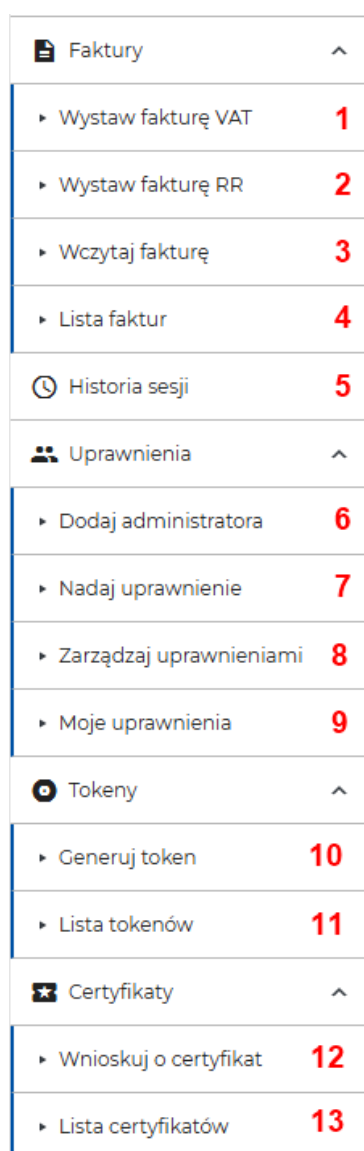 Faktury
Wystaw fakturę VAT 1
Wystaw fakturę RR 2
Wczytaj fakturę 3
Lista faktur 4
Historia sesji 5
Uprawnienia
Dodaj administratora 6
Nadaj uprawnienie 7
Zarządzaj uprawnieniami 8
Moje uprawnienia 9
Tokeny
Generuj token 10
Lista tokenów 11
Certyfikaty
Wnioskuj o certyfikat 12
Lista certyfikatów 13